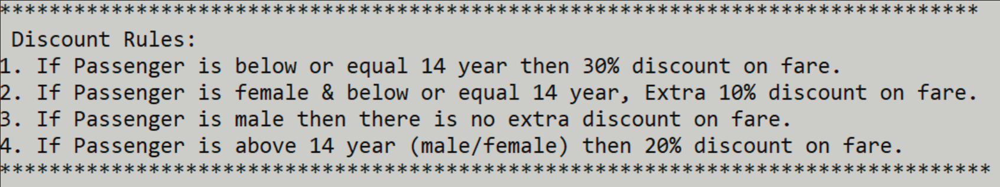 *******************************************************************************
Discount Rules:
1. If Passenger is below or equal 14 year then 30% discount on fare.
2. If Passenger is female & below or equal 14 year, Extra 10% discount on fare.
3. If Passenger is male then there is no extra discount on fare.
4. If Passenger is above 14 year (male/female) then 20% discount on fare.
********************************************************************************